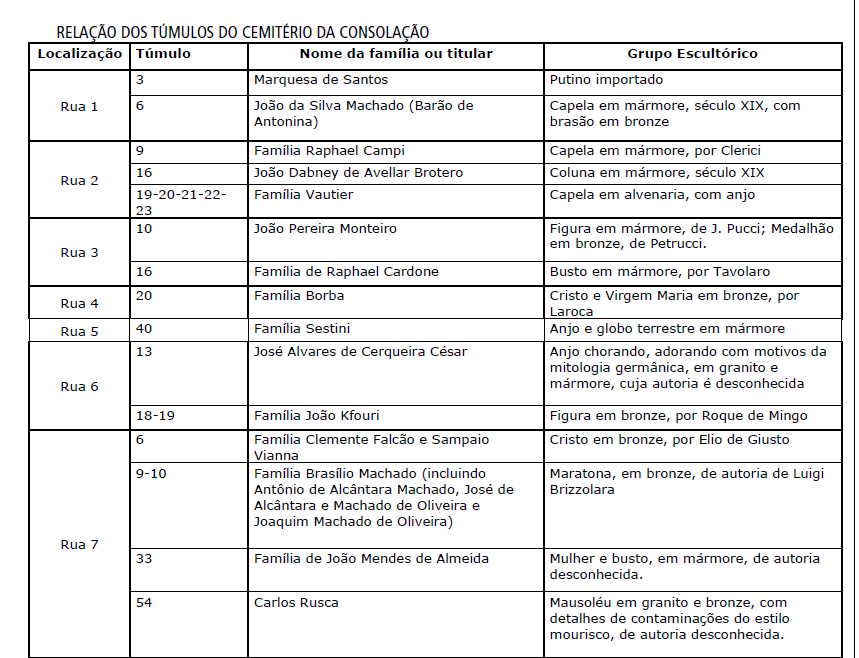 RELAÇÃO DOS TÚMULOS DO CEMITÉRIO DA CONSOLAÇÃO
Localização Túmulo Nome da família ou titular Grupo Escultórico
Rua 1
3 Marquesa de Santos Putino importado
6 João da Silva Machado (Barão de Capela em mármore, século XIX, com
Antonina) brasão em bronze
Rua 2
9 Família Raphael Campi Capela em mármore, por Clerici
16 João Dabney de Avellar Brotero Coluna em mármore, século XIX
19-20-21-22- Família Vautier Capela em alvenaria, com anjo
23
Rua 3
10 João Pereira Monteiro Figura em mármore, de J. Pucci; Medalhão
em bronze, de Petrucci.
16 Família de Raphael Cardone Busto em mármore, por Tavolaro
Rua 4
20 Família Borba Cristo e Virgem Maria em bronze, por
Laroca
Rua 5
40 Família Sestini Anjo e globo terrestre em mármore
Rua 6
13 José Alvares de Cerqueira César Anjo chorando, adorando com motivos da
mitologia germânica, em granito e
mármore, cuja autoria é desconhecida
18-19 Família João Kfouri Figura em bronze, por Roque de Mingo
Rua 7
6 Família Clemente Falcão e Sampaio Cristo em bronze, por Elio de Giusto
Vianna
9-10 Família Brasílio Machado (incluindo Maratona, em bronze, de autoria de Luigi
Antônio de Alcântara Machado, José de Brizzolara
Alcântara e Machado de Oliveira e
Joaquim Machado de Oliveira)
33 Família de João Mendes de Almeida Mulher e busto, em mármore, de autoria
desconhecida.
54 Carlos Rusca Mausoléu em granito e bronze, com
detalhes de contaminações do estilo
mourisco, de autoria desconhecida.